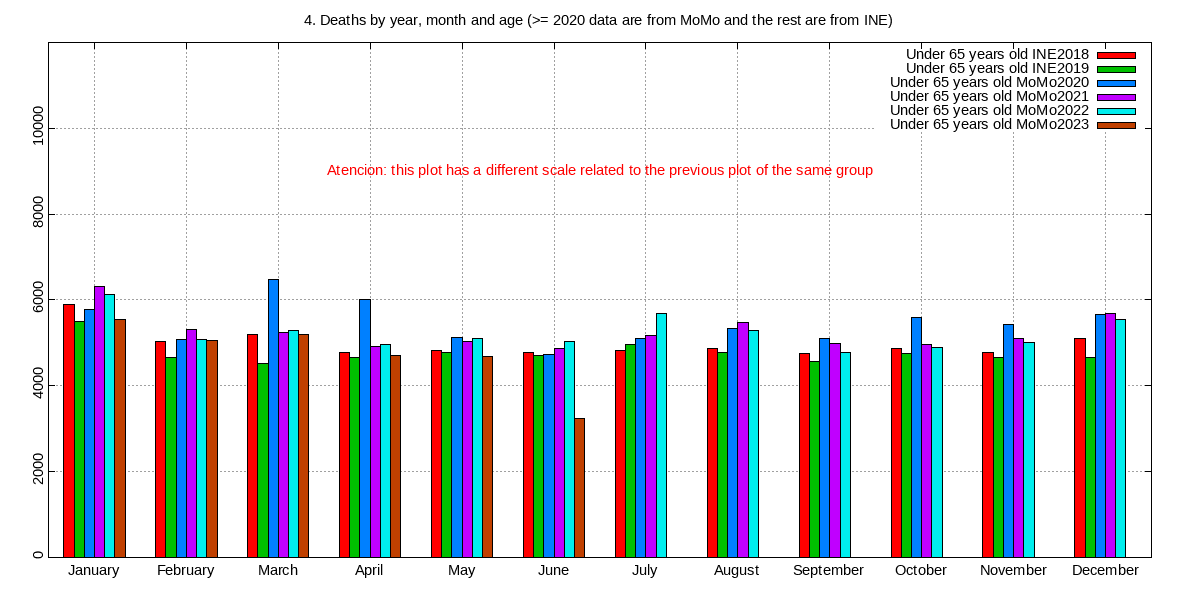 4. Deaths by year, month and age (>= 2020 data are from MoMo and the rest are from INE)
Under 65 years old INE2018
Under 65 years old INE2019
Under 65 years old MoMo2020
Under 65 years old MoMo2021
Under 65 years old MoMo2022
Under 65 years old MoMo2023
Atencion: this plot has a different scale related to the previous plot of the same group
10000
8000
6000
4000
2000
0
January February March April May June July August September October November December